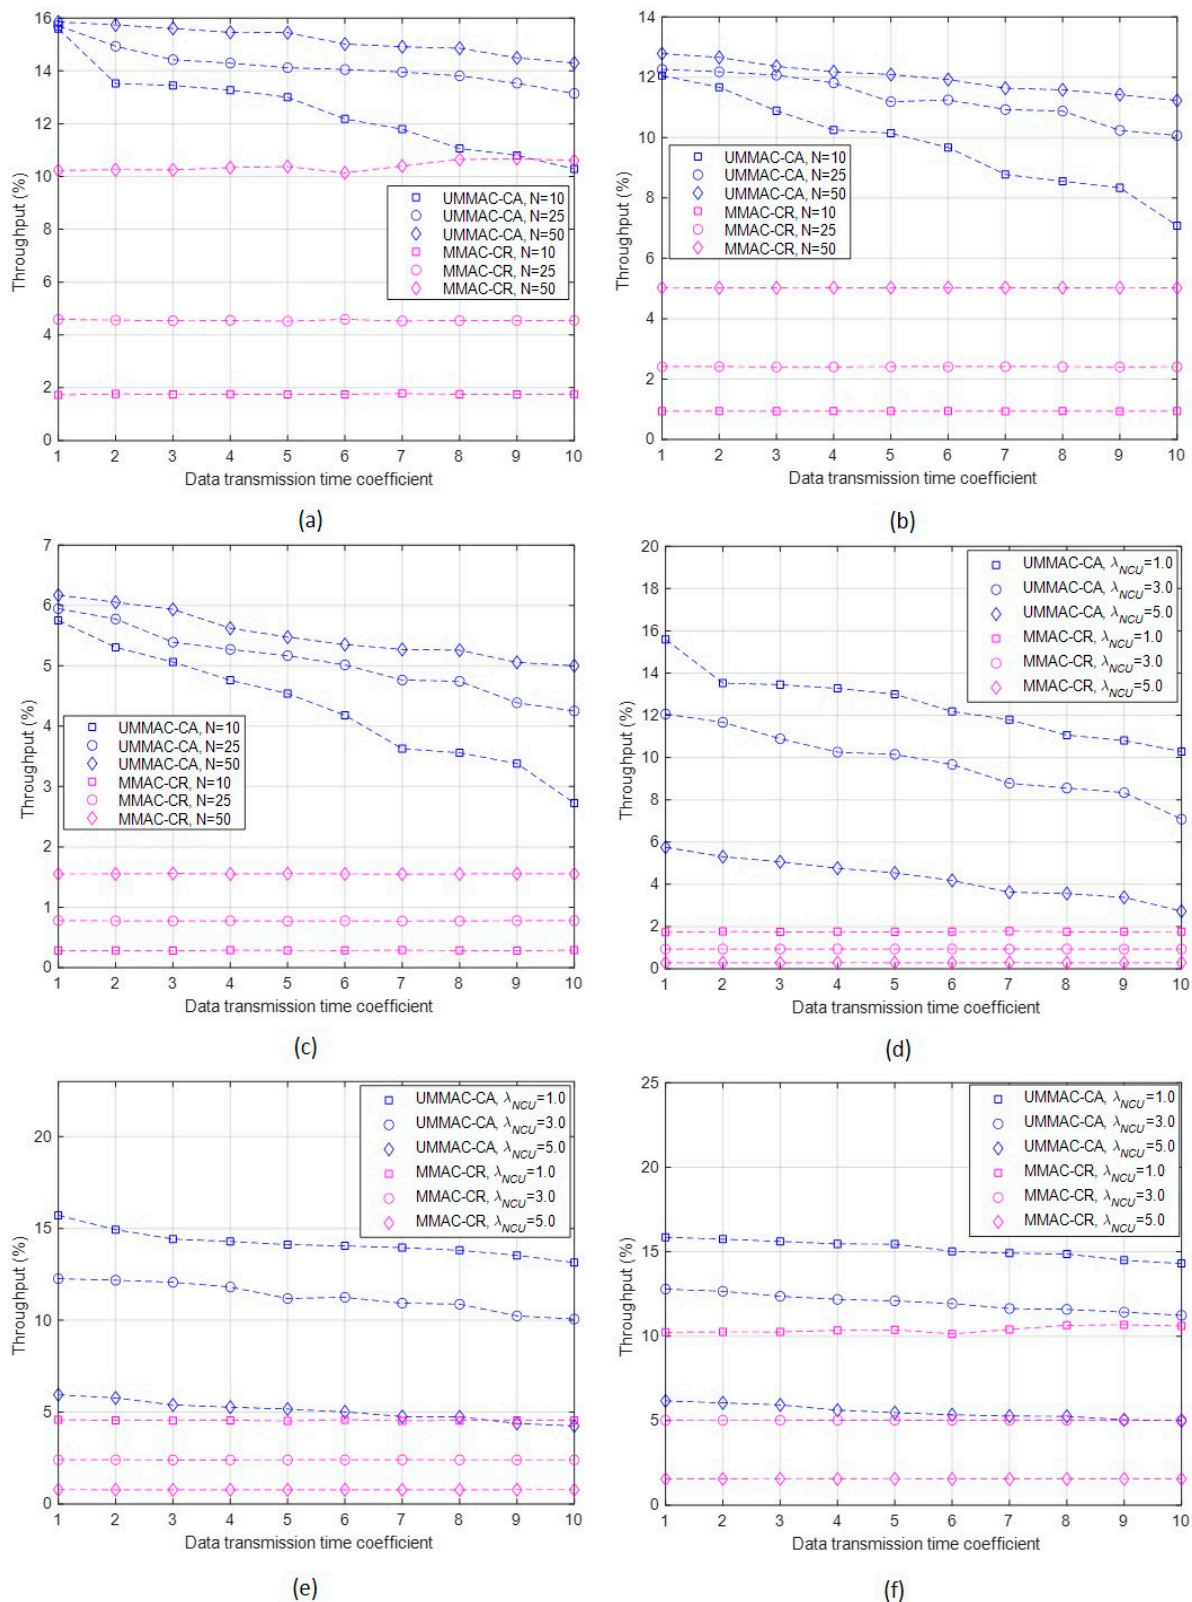 16
14
12
10
8
6
4
2
0
Throughput (%)
UMMAC-CA, N=10
UMMAC-CA, N=25
UMMAC-CA, N=50
MMAC-CR, N=10
MMAC-CR, N=25
MMAC-CR, N=50
1 2 3 4 5 6 7 8 9 10
Data transmission time coefficient
(a)
14
12
10
8
6
4
2
0
Throughput (%)
UMMAC-CA, N=10
UMMAC-CA, N=25
UMMAC-CA, N=50
MMAC-CR, N=10
MMAC-CR, N=25
MMAC-CR, N=50
1 2 3 4 5 6 7 8 9 10
Data transmission time coefficient
(b)
7
6
5
4
3
2
1
0
Throughput (%)
UMMAC-CA, N=10
UMMAC-CA, N=25
UMMAC-CA, N=50
MMAC-CR, N=10
MMAC-CR, N=25
MMAC-CR, N=50
1 2 3 4 5 6 7 8 9 10
Data transmission time coefficient
(c)
20
18
16
14
12
10
8
6
4
2
0
Throughput (%)
UMMAC-CA, λNCU=1.0
UMMAC-CA, λNCU=3.0
UMMAC-CA, λNCU=5.0
MMAC-CR, λNCU=1.0
MMAC-CR, λNCU=3.0
MMAC-CR, λNCU=5.0
1 2 3 4 5 6 7 8 9 10
Data transmission time coefficient
(d)
20
15
10
5
0
Throughput (%)
UMMAC-CA, λNCU=1.0
UMMAC-CA, λNCU=3.0
UMMAC-CA, λNCU=5.0
MMAC-CR, λNCU=1.0
MMAC-CR, λNCU=3.0
MMAC-CR, λNCU=5.0
1 2 3 4 5 6 7 8 9 10
Data transmission time coefficient
(e)
25
20
15
10
5
0
Throughput (%)
UMMAC-CA, λNCU=1.0
UMMAC-CA, λNCU=3.0
UMMAC-CA, λNCU=5.0
MMAC-CR, λNCU=1.0
MMAC-CR, λNCU=3.0
MMAC-CR, λNCU=5.0
1 2 3 4 5 6 7 8 9 10
Data transmission time coefficient
(f)